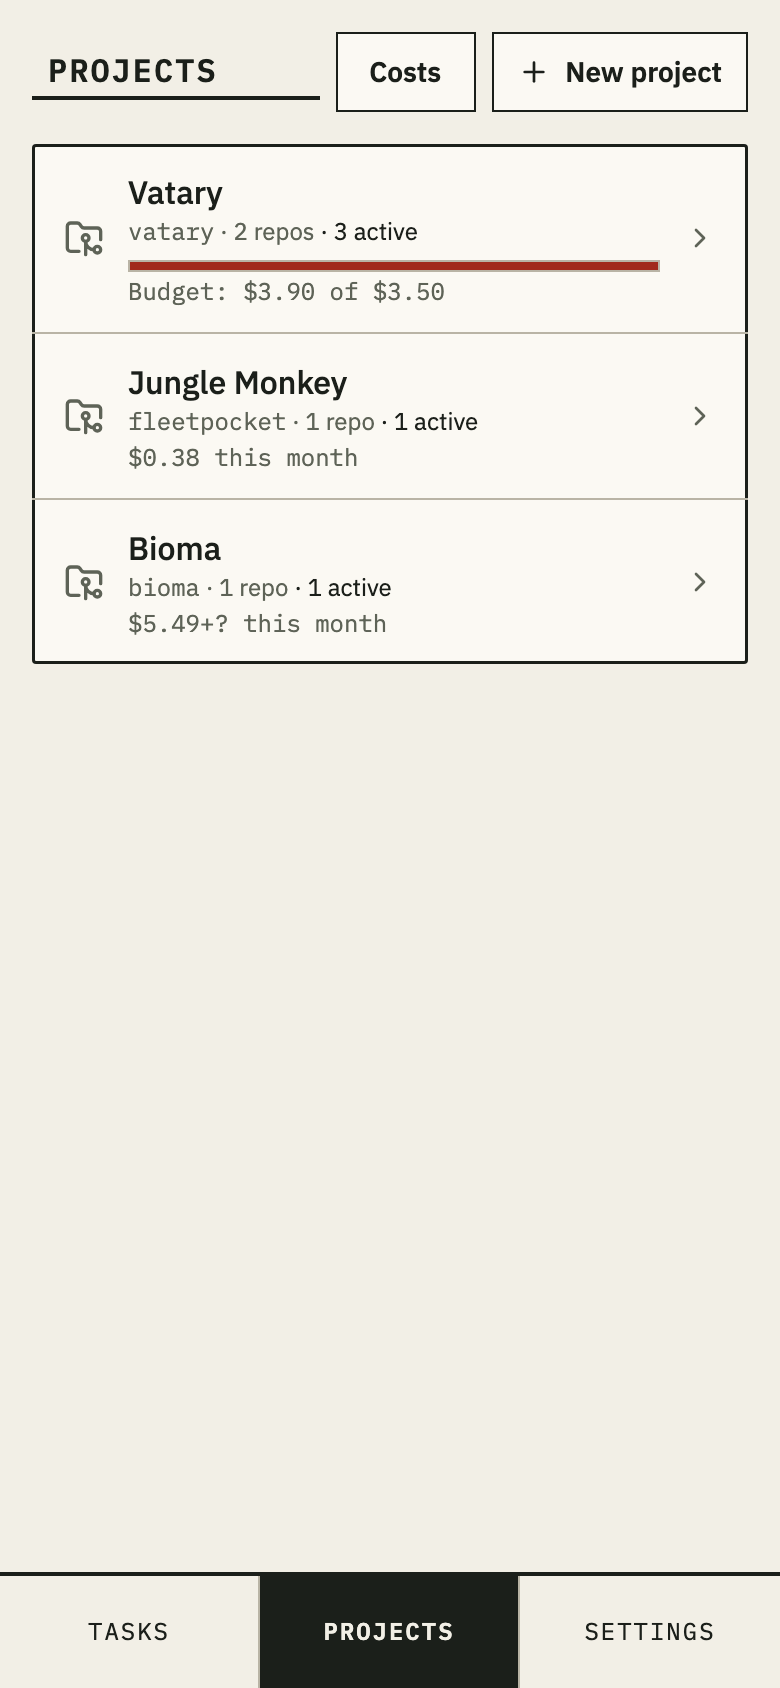 PROJECTS
Costs
New project
Vatary
vatary · 2 repos · 3 active
Budget: $3.90 of $3.50
Jungle Monkey
fleetpocket · 1 repo · 1 active
$0.38 this month
Bioma
bioma · 1 repo · 1 active
$5.49+? this month
TASKS
PROJECTS
SETTINGS